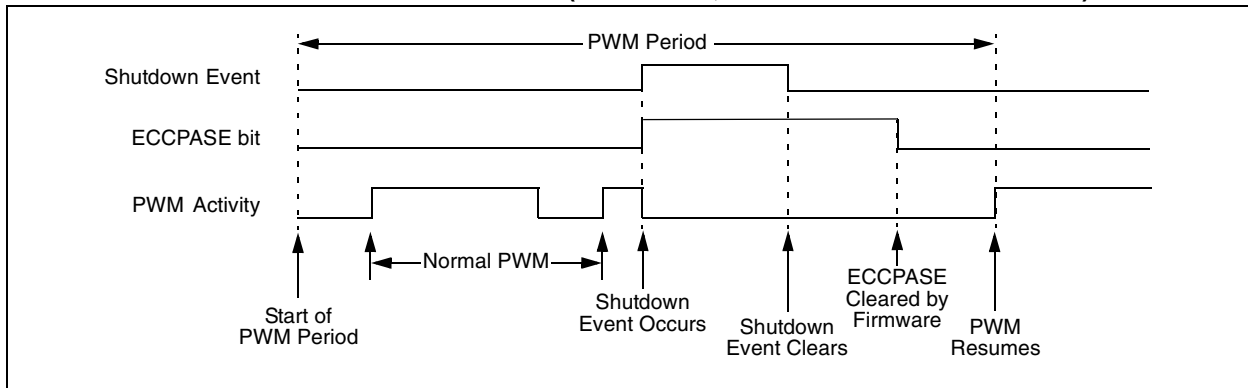 PWM Period
Shutdown Event
ECCPASE bit
PWM Activity
Normal PWM
Start of
PWM Period
Shutdown
Event Occurs
Shutdown
Event Clears
ECCPASE
Cleared by
Firmware
PWM
Resumes